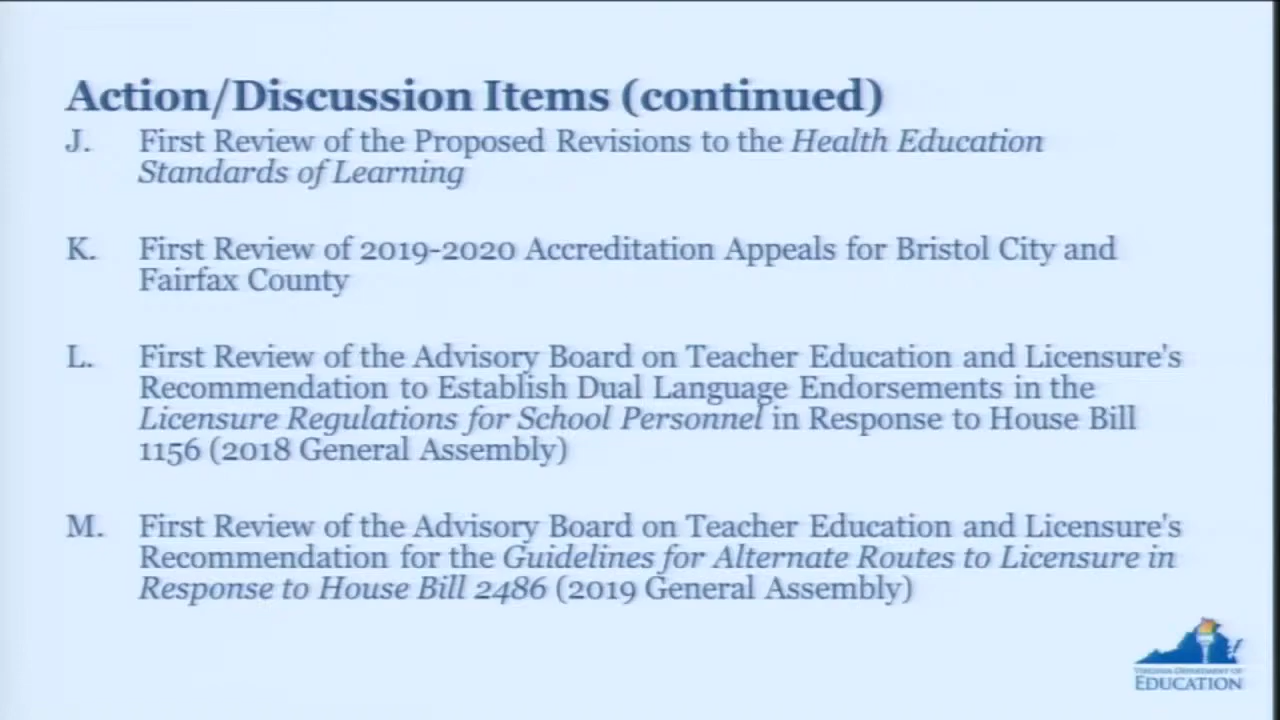 Action/Discussion Items (continued)
J. First Review of the Proposed Revisions to the Health Education
Standards of Learning
K. First Review of 2019-2020 Accreditation Appeals for Bristol City and
Fairfax County
L. First Review of the Advisory Board on Teacher Education and Licensure's
Recommendation to Establish Dual Language Endorsements in the
Licensure Regulations for School Personnel in Response to House Bill
1156 (2018 General Assembly)
M. First Review of the Advisory Board on Teacher Education and Licensure's
Recommendation for the Guidelines for Alternate Routes to Licensure in
Response to House Bill 2486 (2019 General Assembly)
VIRGINIA DEPARTMENT OF
EDUCATION